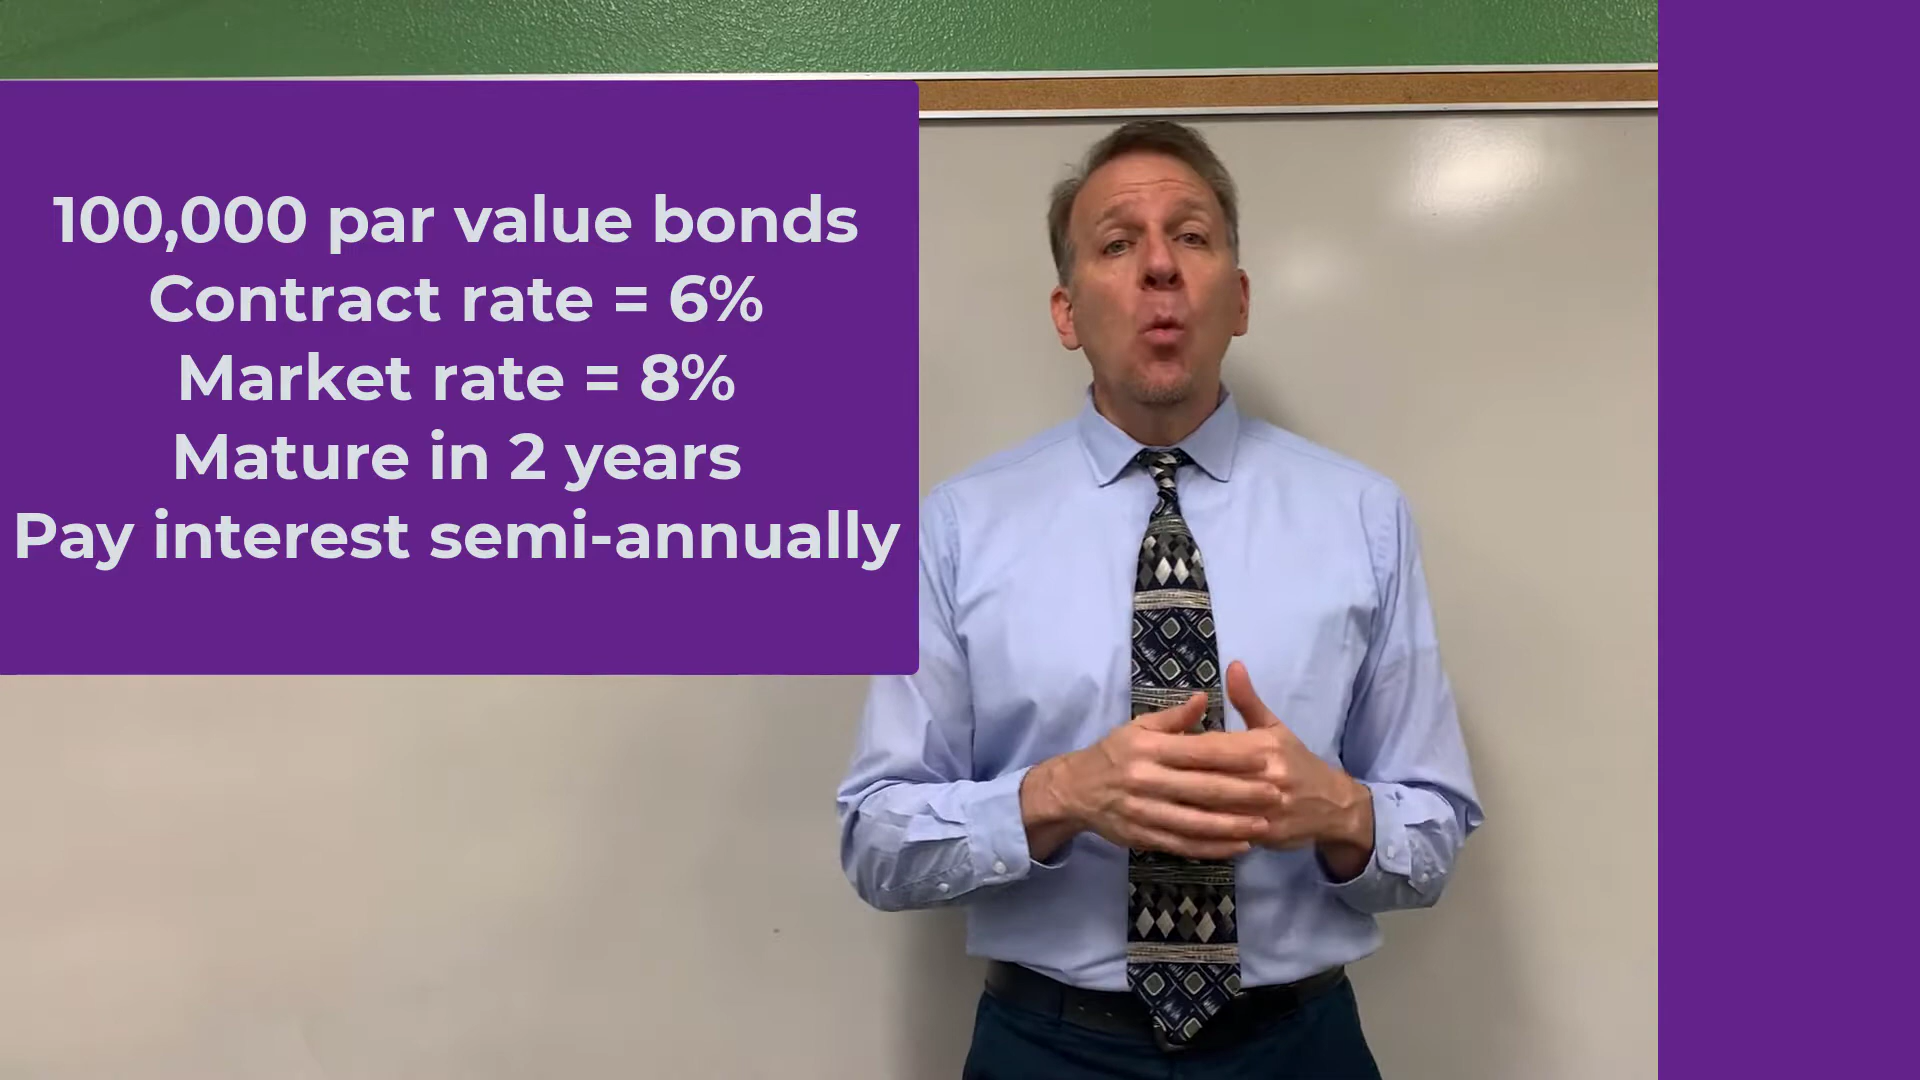 100,000 par value bonds
Contract rate = 6%
Market rate = 8%
Mature in 2 years
Pay interest semi-annually